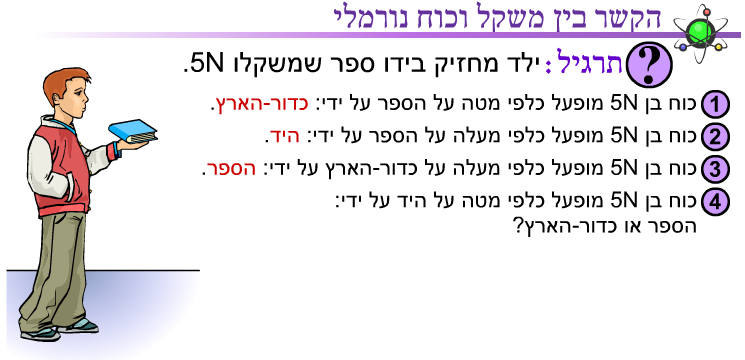 הקשר בין משקל וכוח נורמלי
? תרגיל: ילד מחזיק בידו ספר שמשקלו 5N.
1 כוח בן 5N מופעל כלפי מטה על הספר על ידי: כדור-הארץ.
2 כוח בן 5N מופעל כלפי מעלה על הספר על ידי: היד.
3 כוח בן 5N מופעל כלפי מעלה על כדור-הארץ על ידי: הספר.
4 כוח בן 5N מופעל כלפי מטה על היד על ידי:
הספר או כדור-הארץ?